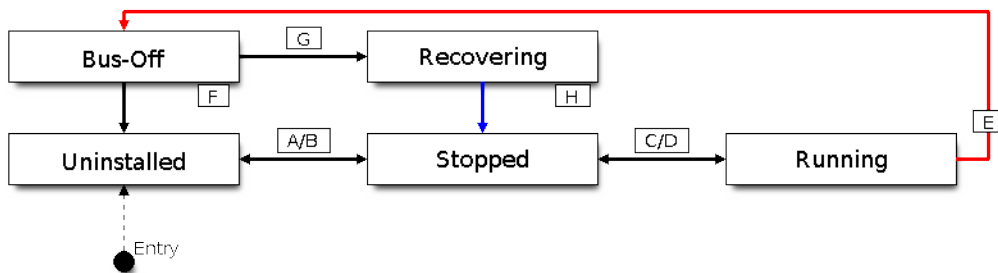 G
Bus-Off
Recovering
F
H
E
A/B
C/D
Uninstalled
Stopped
Running
Entry